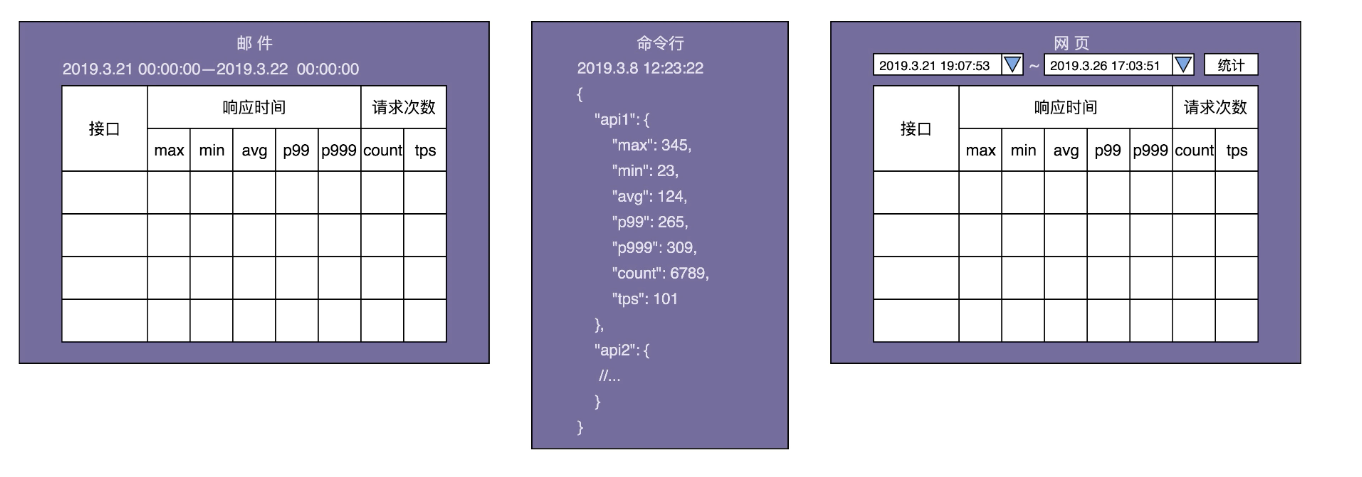 邮 件
2019.3.21 00:00:00—2019.3.22 00:00:00
接口 响应时间 请求次数
max min avg p99 p999 count tps
命令行
2019.3.8 12:23:22
{
"api1": {
"max": 345,
"min": 23,
"avg": 124,
"p99": 265,
"p999": 309,
"count": 6789,
"tps": 101
},
"api2": {
//...
}
}
网 页
2019.3.21 19:07:53 ~ 2019.3.26 17:03:51 统计
接口 响应时间 请求次数
max min avg p99 p999 count tps